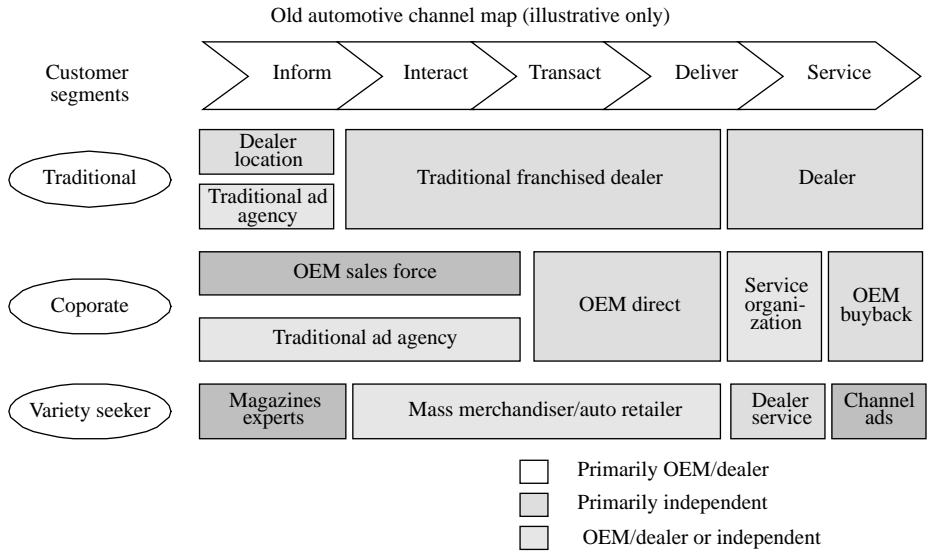 Old automotive channel map (illustrative only)
Customer
segments
Inform
Interact
Transact
Deliver
Service
Traditional
Dealer
location
Traditional ad
agency
Traditional franchised dealer
Dealer
Coporate
OEM sales force
Traditional ad agency
OEM direct
Service
organi-
zation
OEM
buyback
Variety seeker
Magazines
experts
Mass merchandiser/auto retailer
Dealer
service
Channel
ads
Primarily OEM/dealer
Primarily independent
OEM/dealer or independent